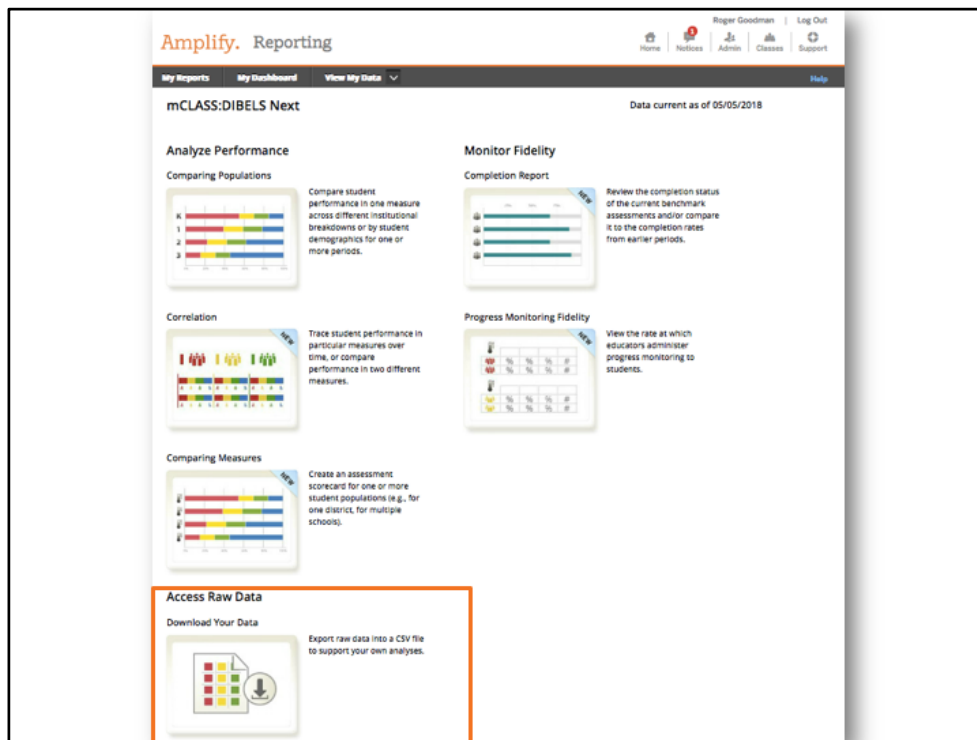 Roger Goodman | Log Out
Amplify. Reporting
1
Home Notices Admin Classes Support
My Reports My Dashboard View My Data Help
mCLASS:DIBELS Next Data current as of 05/05/2018
Analyze Performance
Comparing Populations
K
1
2
3
Compare student
performance in one measure
across different institutional
breakdowns or by student
demographics for one or
more periods.
Correlation
NEW
Trace student performance in
particular measures over
time, or compare
performance in two different
measures.
Comparing Measures
NEW
Create an assessment
scorecard for one or more
student populations (e.g., for
one district, for multiple
schools).
Access Raw Data
Download Your Data
Export raw data into a CSV file
to support your own analyses.
Monitor Fidelity
Completion Report
NEW
Review the completion status
of the current benchmark
assessments and/or compare
it to the completion rates
from earlier periods.
Progress Monitoring Fidelity
NEW
% % % #
% % % #
% % % #
% % % #
View the rate at which
educators administer
progress monitoring to
students.